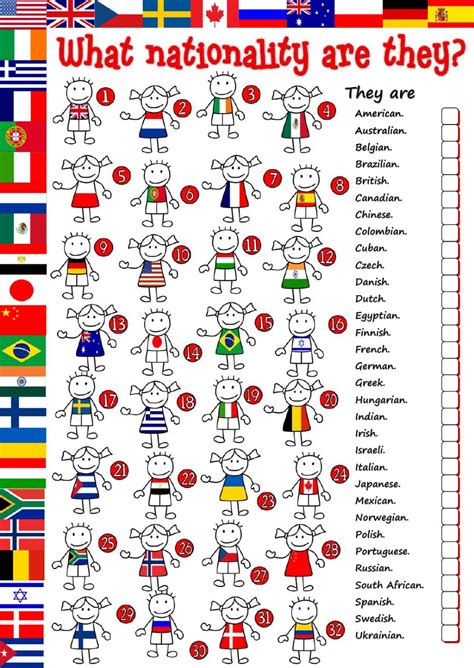 What nationality are they?
They are
1 2 3 4
American.
Australian.
Belgian.
Brazilian.
5 6 7 8
British.
Canadian.
Chinese.
Colombian.
9 10 11 12
Cuban.
Czech.
Danish.
Dutch.
Egyptian.
13 14 15 16
Finnish.
French.
German.
17 18 19 20
Greek.
Hungarian.
Indian.
Irish.
Israeli.
21 22 23 24
Italian.
Japanese.
Mexican.
Norwegian.
25 26 27 28
Polish.
Portuguese.
Russian.
South African.
29 30 31 32
Spanish.
Swedish.
Ukrainian.